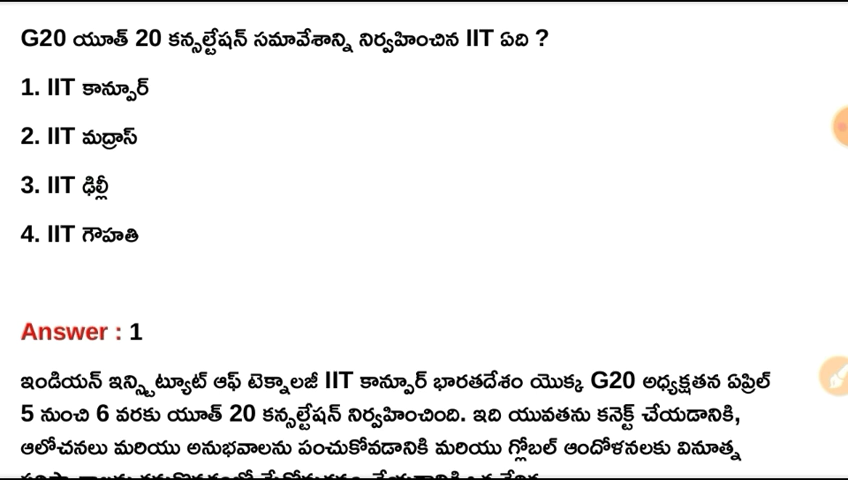 G20 యూత్ 20 కన్సల్టేషన్ సమావేశాన్ని నిర్వహించిన IIT ఏది ?
1. IIT కాన్పూర్
2. IIT మద్రాస్
3. IIT ఢిల్లీ
4. IIT గౌహతి
Answer : 1
ఇండియన్ ఇన్స్టిట్యూట్ ఆఫ్ టెక్నాలజీ IIT కాన్పూర్ భారతదేశం యొక్క G20 అధ్యక్షతన ఏప్రిల్
5 నుంచి 6 వరకు యూత్ 20 కన్సల్టేషన్ నిర్వహించింది. ఇది యువతను కనెక్ట్ చేయడానికి,
ఆలోచనలు మరియు అనుభవాలను పంచుకోవడానికి మరియు గ్లోబల్ ఆందోళనలకు వినూత్న